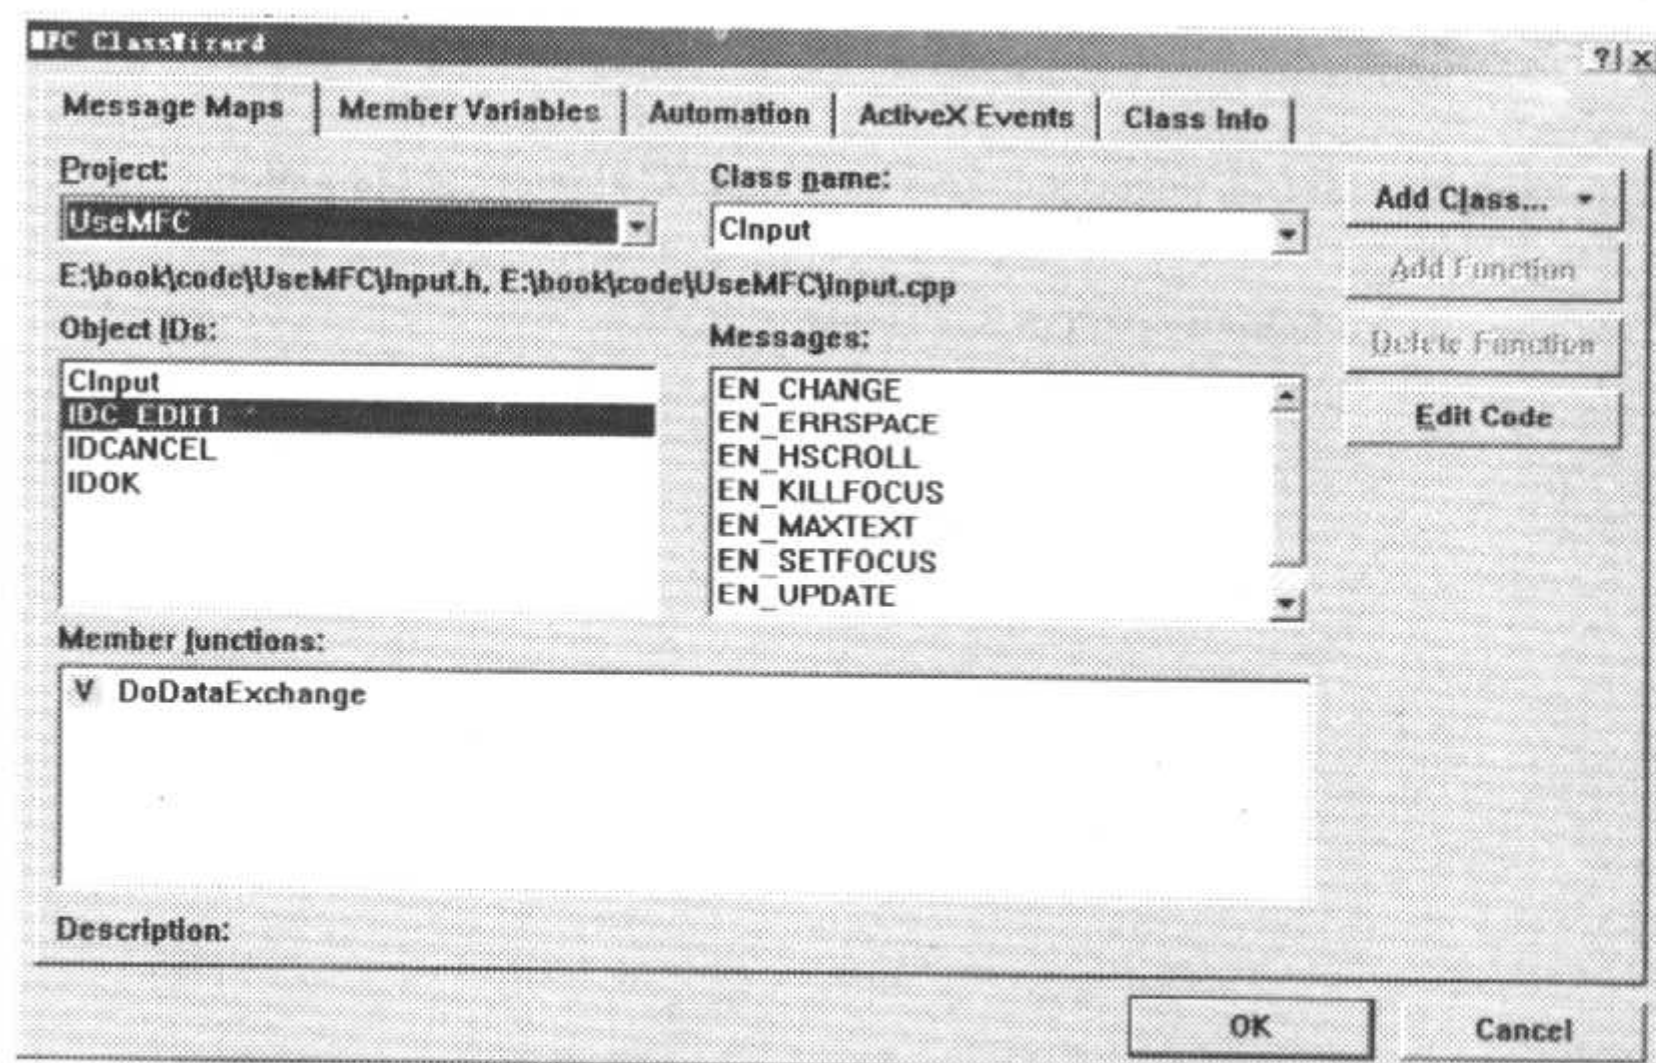 MFC ClassWizard
Message Maps Member Variables Automation ActiveX Events Class Info
Project:
Class name:
Add Class...
UseMFC
CInput
Add Function
E:\book\code\UseMFC\Input.h, E:\book\code\UseMFC\Input.cpp
Object IDs:
Messages:
Delete Function
CInput
IDC_EDIT1
IDCANCEL
IDOK
EN_CHANGE
EN_ERRSPACE
EN_HSCROLL
EN_KILLFOCUS
EN_MAXTEXT
EN_SETFOCUS
EN_UPDATE
Edit Code
Member functions:
V DoDataExchange
Description:
OK Cancel